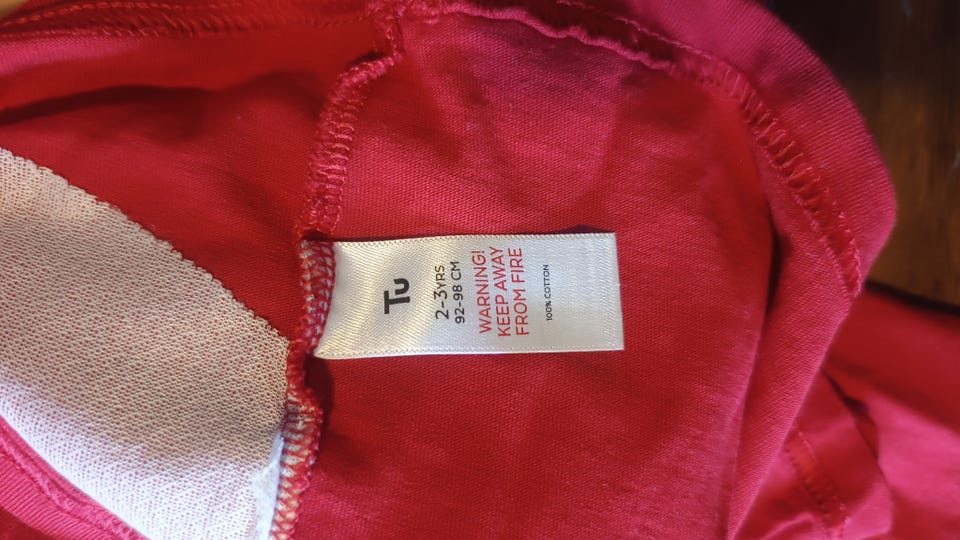 Tu
2-3YRS
92-98 CM
WARNING!
KEEP AWAY
FROM FIRE
100% COTTON